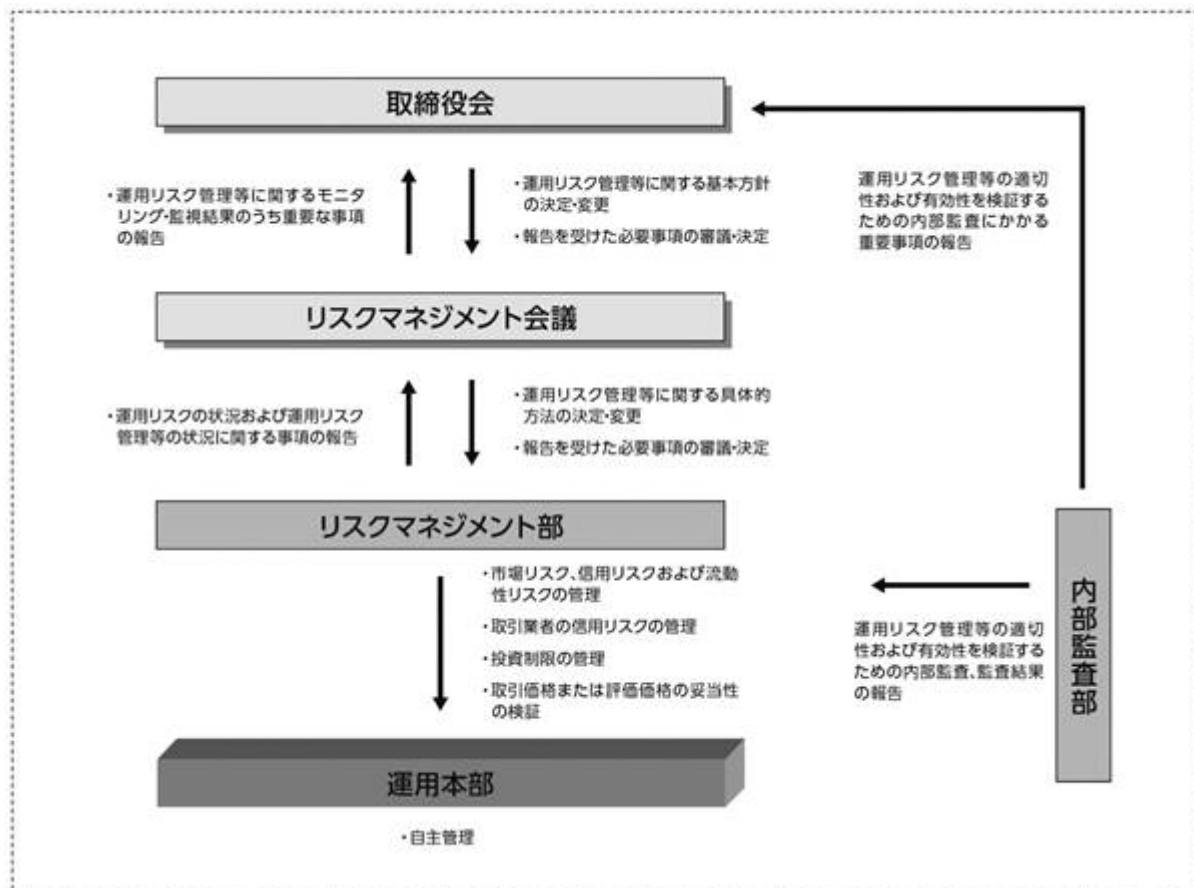 取締役会
・運用リスク管理等に関するモニタ
リング・監視結果のうち重要な事項
の報告
・運用リスク管理等に関する基本方針
の決定・変更
・報告を受けた必要事項の審議・決定
運用リスク管理等の適切
性および有効性を検証する
ための内部監査にかかる
重要事項の報告
リスクマネジメント会議
・運用リスクの状況および運用リスク
管理等の状況に関する事項の報告
・運用リスク管理等に関する具体的
方法の決定・変更
・報告を受けた必要事項の審議・決定
リスクマネジメント部
・市場リスク、信用リスクおよび流動
性リスクの管理
・取引業者の信用リスクの管理
・投資制限の管理
・取引価格または評価価格の妥当性
の検証
運用リスク管理等の適切
性および有効性を検証する
ための内部監査、監査結果
の報告
内部監査部
運用本部
・自主管理